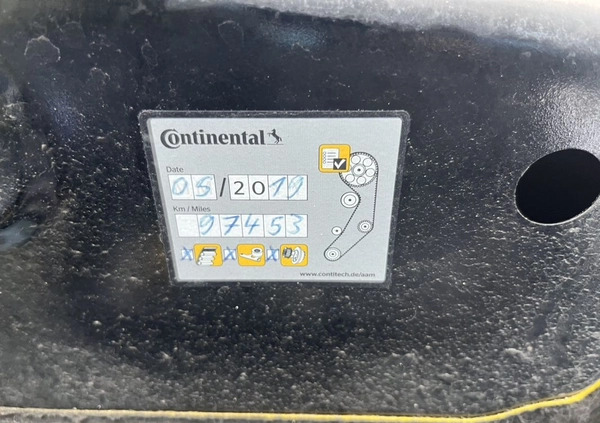 Continental
Date
05/2019
Km / Miles
97453
x x x
www.contitech.de/aam